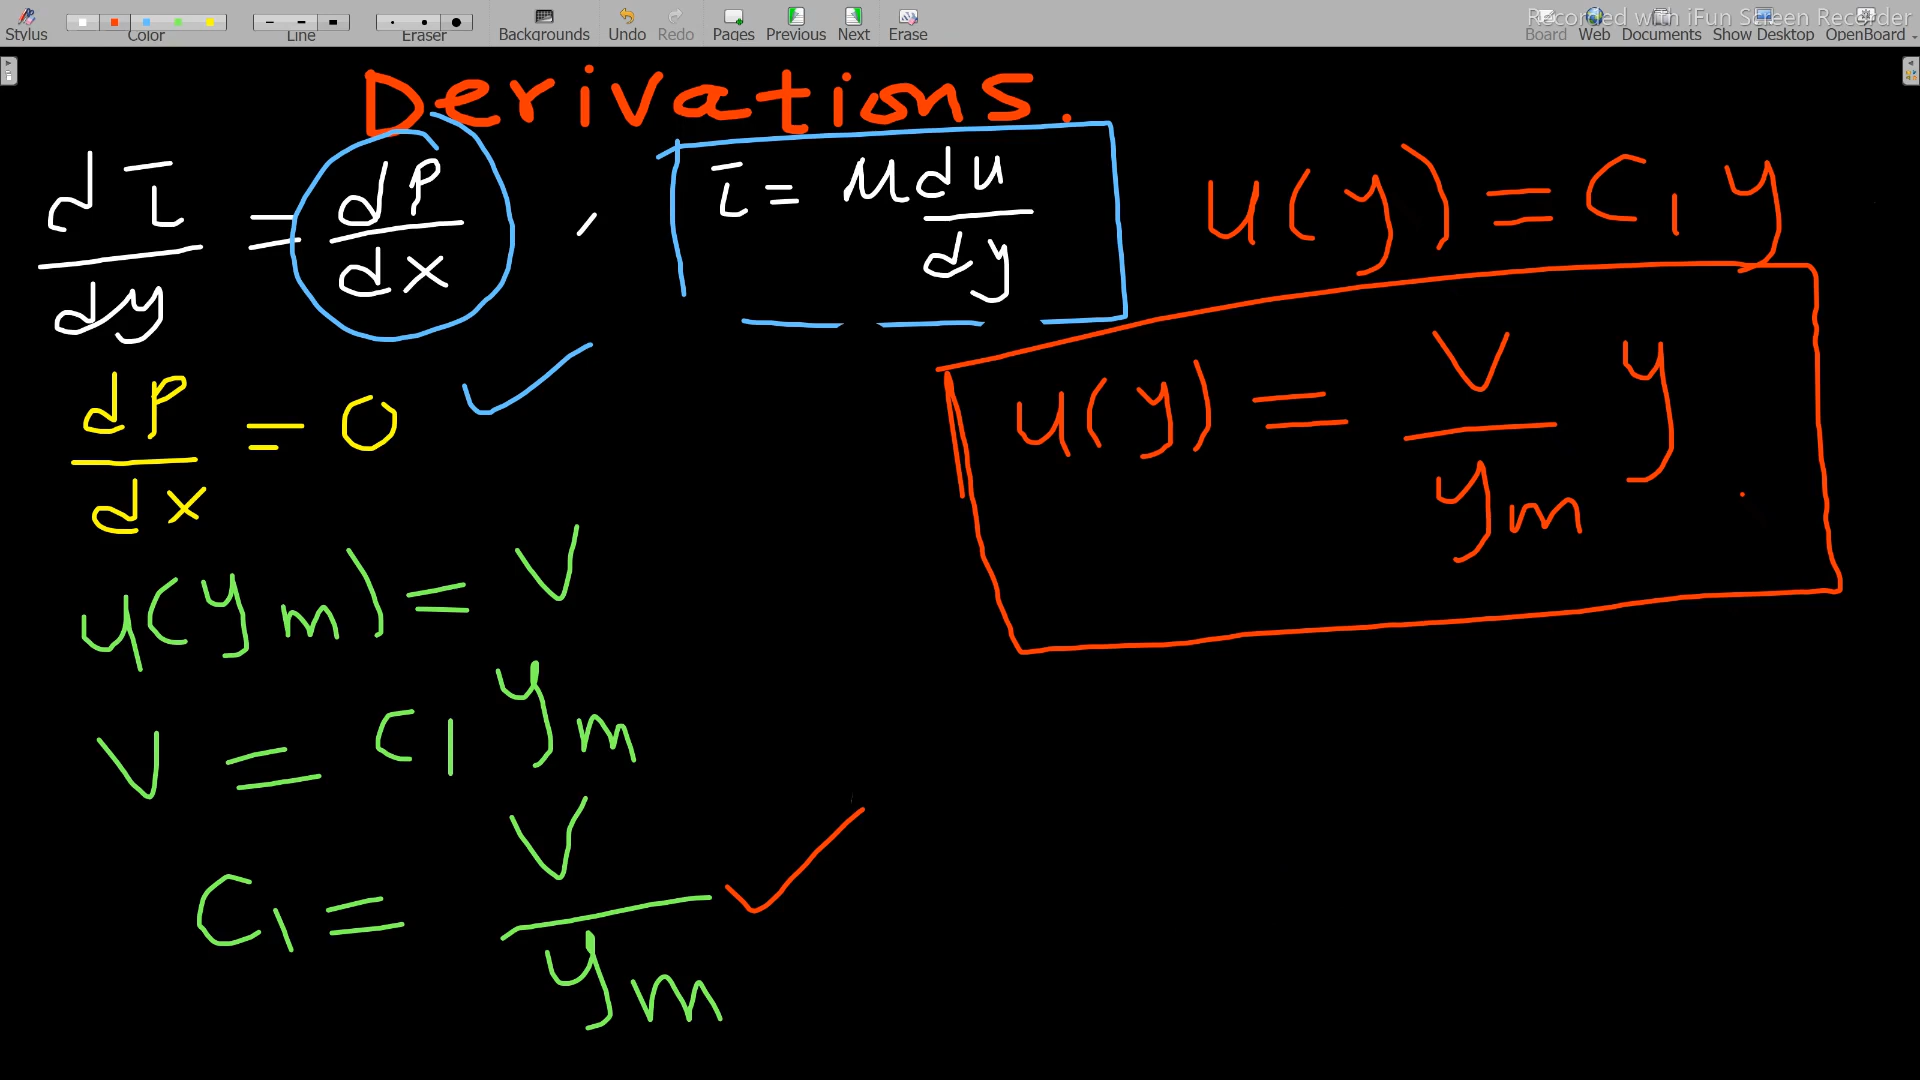 Recorded with iFun Screen Recorder
Stylus Color Line Eraser Backgrounds Undo Redo Pages Previous Next Erase Board Web Documents Show Desktop OpenBoard
Derivations.
dτ/dy = dP/dx , τ = μ du/dy
u(y) = C₁ y
dP/dx = 0 ✓
u(y) = V/yₘ y
u(yₘ) = V
V = C₁ yₘ
C₁ = V/yₘ ✓